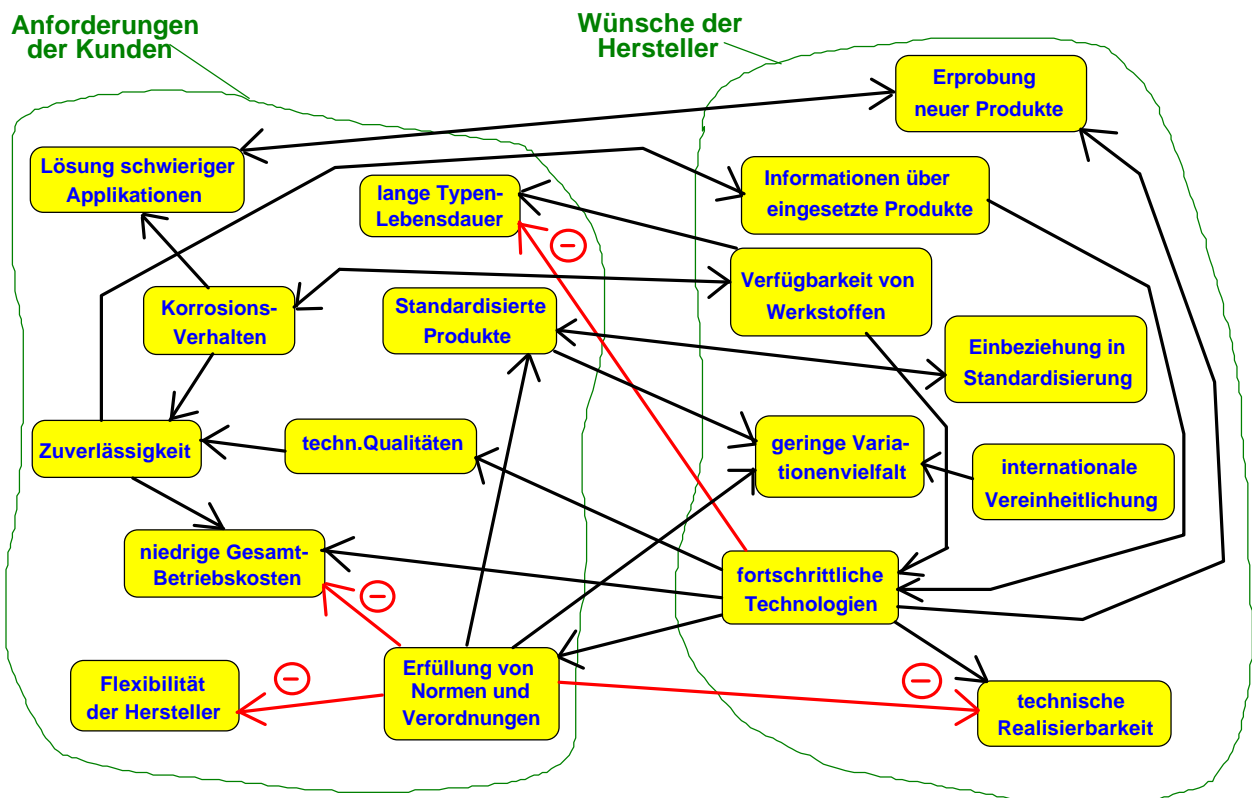 Anforderungen
der Kunden
Wünsche der
Hersteller
Erprobung
neuer Produkte
Lösung schwieriger
Applikationen
lange Typen-
Lebensdauer
Informationen über
eingesetzte Produkte
Korrosions-
Verhalten
Standardisierte
Produkte
Verfügbarkeit von
Werkstoffen
Einbeziehung in
Standardisierung
Zuverlässigkeit
techn.Qualitäten
geringe Varia-
tionenvielfalt
internationale
Vereinheitlichung
niedrige Gesamt-
Betriebskosten
fortschrittliche
Technologien
Flexibilität
der Hersteller
Erfüllung von
Normen und
Verordnungen
technische
Realisierbarkeit